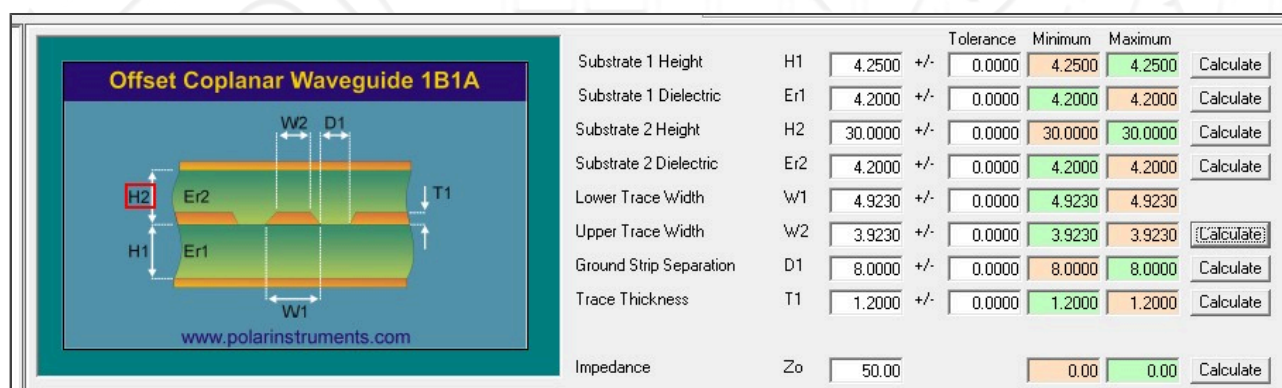 Offset Coplanar Waveguide 1B1A
W2 D1
H2 Er2 T1
H1 Er1
W1
www.polarinstruments.com
Tolerance Minimum Maximum
Substrate 1 Height H1 4.2500 +/- 0.0000 4.2500 4.2500 Calculate
Substrate 1 Dielectric Er1 4.2000 +/- 0.0000 4.2000 4.2000 Calculate
Substrate 2 Height H2 30.0000 +/- 0.0000 30.0000 30.0000 Calculate
Substrate 2 Dielectric Er2 4.2000 +/- 0.0000 4.2000 4.2000 Calculate
Lower Trace Width W1 4.9230 +/- 0.0000 4.9230 4.9230
Upper Trace Width W2 3.9230 +/- 0.0000 3.9230 3.9230 Calculate
Ground Strip Separation D1 8.0000 +/- 0.0000 8.0000 8.0000 Calculate
Trace Thickness T1 1.2000 +/- 0.0000 1.2000 1.2000 Calculate
Impedance Zo 50.00 0.00 0.00 Calculate